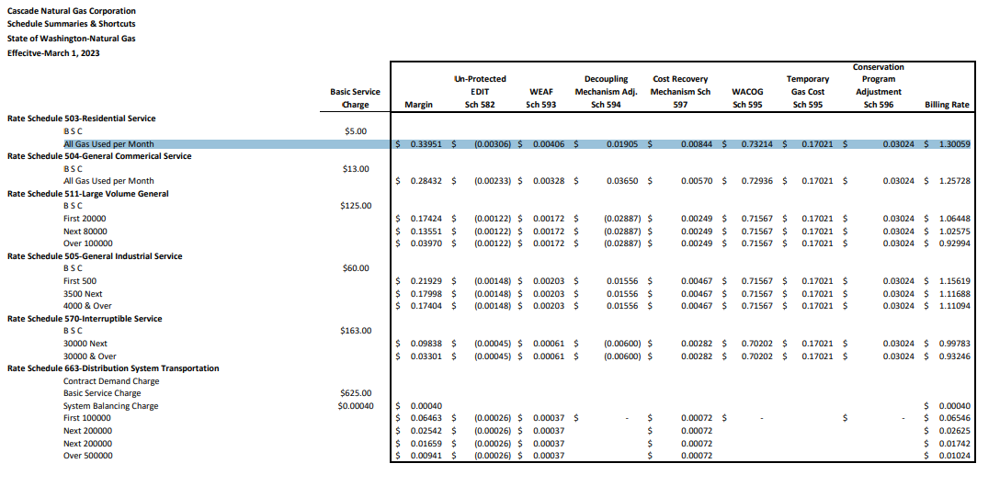 Cascade Natural Gas Corporation
Schedule Summaries & Shortcuts
State of Washington-Natural Gas
Effecitve-March 1, 2023
Basic Service Charge Margin Un-Protected EDIT Sch 582 WEAF Sch 593 Decoupling Mechanism Adj. Sch 594 Cost Recovery Mechanism Sch 597 WACOG Sch 595 Temporary Gas Cost Sch 595 Conservation Program Adjustment Sch 596 Billing Rate
Rate Schedule 503-Residential Service
B S C $5.00
All Gas Used per Month $ 0.33951 $ (0.00306) $ 0.00406 $ 0.01905 $ 0.00844 $ 0.73214 $ 0.17021 $ 0.03024 $ 1.30059
Rate Schedule 504-General Commerical Service
B S C $13.00
All Gas Used per Month $ 0.28432 $ (0.00233) $ 0.00328 $ 0.03650 $ 0.00570 $ 0.72936 $ 0.17021 $ 0.03024 $ 1.25728
Rate Schedule 511-Large Volume General
B S C $125.00
First 20000 $ 0.17424 $ (0.00122) $ 0.00172 $ (0.02887) $ 0.00249 $ 0.71567 $ 0.17021 $ 0.03024 $ 1.06448
Next 80000 $ 0.13551 $ (0.00122) $ 0.00172 $ (0.02887) $ 0.00249 $ 0.71567 $ 0.17021 $ 0.03024 $ 1.02575
Over 100000 $ 0.03970 $ (0.00122) $ 0.00172 $ (0.02887) $ 0.00249 $ 0.71567 $ 0.17021 $ 0.03024 $ 0.92994
Rate Schedule 505-General Industrial Service
B S C $60.00
First 500 $ 0.21929 $ (0.00148) $ 0.00203 $ 0.01556 $ 0.00467 $ 0.71567 $ 0.17021 $ 0.03024 $ 1.15619
3500 Next $ 0.17998 $ (0.00148) $ 0.00203 $ 0.01556 $ 0.00467 $ 0.71567 $ 0.17021 $ 0.03024 $ 1.11688
4000 & Over $ 0.17404 $ (0.00148) $ 0.00203 $ 0.01556 $ 0.00467 $ 0.71567 $ 0.17021 $ 0.03024 $ 1.11094
Rate Schedule 570-Interruptible Service
B S C $163.00
30000 Next $ 0.09838 $ (0.00045) $ 0.00061 $ (0.00600) $ 0.00282 $ 0.70202 $ 0.17021 $ 0.03024 $ 0.99783
30000 & Over $ 0.03301 $ (0.00045) $ 0.00061 $ (0.00600) $ 0.00282 $ 0.70202 $ 0.17021 $ 0.03024 $ 0.93246
Rate Schedule 663-Distribution System Transportation
Contract Demand Charge
Basic Service Charge $625.00
System Balancing Charge $0.00040 $ 0.00040 $ 0.00040
First 100000 $ 0.06463 $ (0.00026) $ 0.00037 $ - $ 0.00072 $ - $ - $ 0.06546
Next 200000 $ 0.02542 $ (0.00026) $ 0.00037 $ 0.00072 $ 0.02625
Next 200000 $ 0.01659 $ (0.00026) $ 0.00037 $ 0.00072 $ 0.01742
Over 500000 $ 0.00941 $ (0.00026) $ 0.00037 $ 0.00072 $ 0.01024